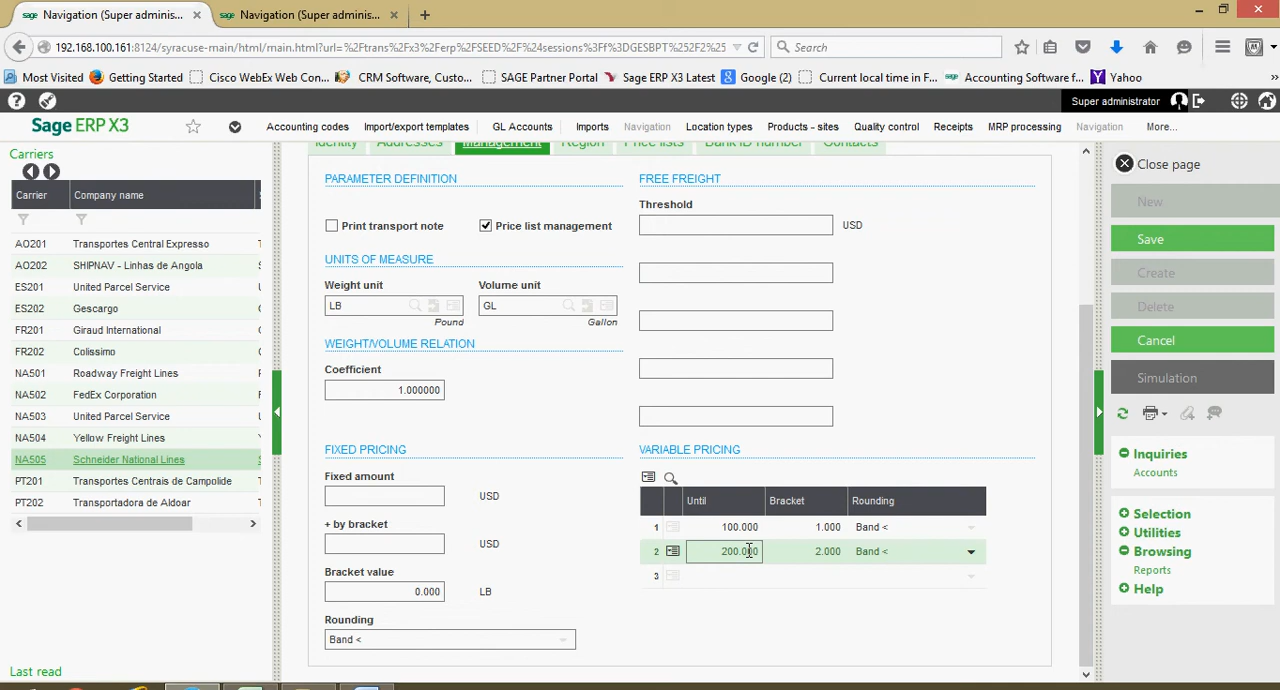 Navigation (Super adminis...
Navigation (Super adminis...
192.168.100.161:8124/syracuse-main/html/main.html?url=%2Ftrans%2Fx3%2Ferp%2FSEED%2F%24sessions%3Ff%3DGESBPT%252F2%25
Search
Most Visited
Getting Started
Cisco WebEx Web Con...
CRM Software, Custo...
SAGE Partner Portal
Sage ERP X3 Latest
Google (2)
Current local time in F...
Accounting Software f...
Yahoo
Super administrator
Sage ERP X3
Accounting codes
Import/export templates
GL Accounts
Imports
Navigation
Location types
Products - sites
Quality control
Receipts
MRP processing
Navigation
More...
Carriers
Carrier Company name
AO201 Transportes Central Expresso
AO202 SHIPNAV - Linhas de Angola
ES201 United Parcel Service
ES202 Gescargo
FR201 Giraud International
FR202 Colissimo
NA501 Roadway Freight Lines
NA502 FedEx Corporation
NA503 United Parcel Service
NA504 Yellow Freight Lines
NA505 Schneider National Lines
PT201 Transportes Centrais de Campolide
PT202 Transportadora de Aldoar
Last read
Identity
Addresses
Management
Region
Price lists
Bank ID number
Contacts
PARAMETER DEFINITION
Print transport note
Price list management
UNITS OF MEASURE
Weight unit
Volume unit
LB
GL
Pound
Gallon
WEIGHT/VOLUME RELATION
Coefficient
1.000000
FIXED PRICING
Fixed amount
USD
+ by bracket
USD
Bracket value
0.000 LB
Rounding
Band <
FREE FREIGHT
Threshold
USD
VARIABLE PRICING
Until Bracket Rounding
1 100.000 1.000 Band <
2 200.000 2.000 Band <
3
Close page
New
Save
Create
Delete
Cancel
Simulation
Inquiries
Accounts
Selection
Utilities
Browsing
Reports
Help